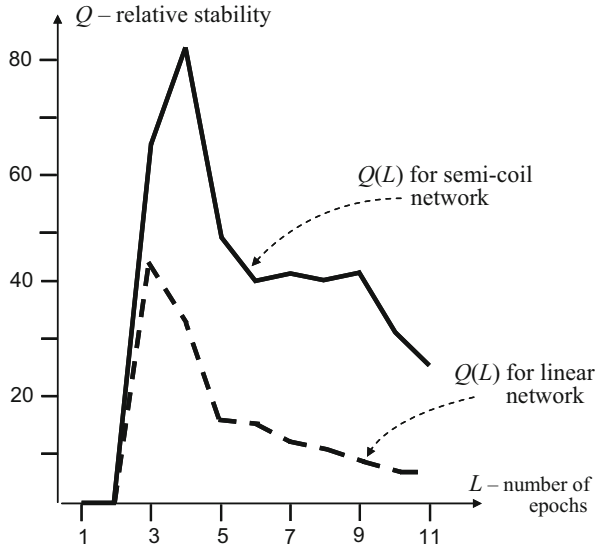 Q – relative stability
80
60
40
20
Q(L) for semi-coil
network
Q(L) for linear
network
L – number of
epochs
1 3 5 7 9 11